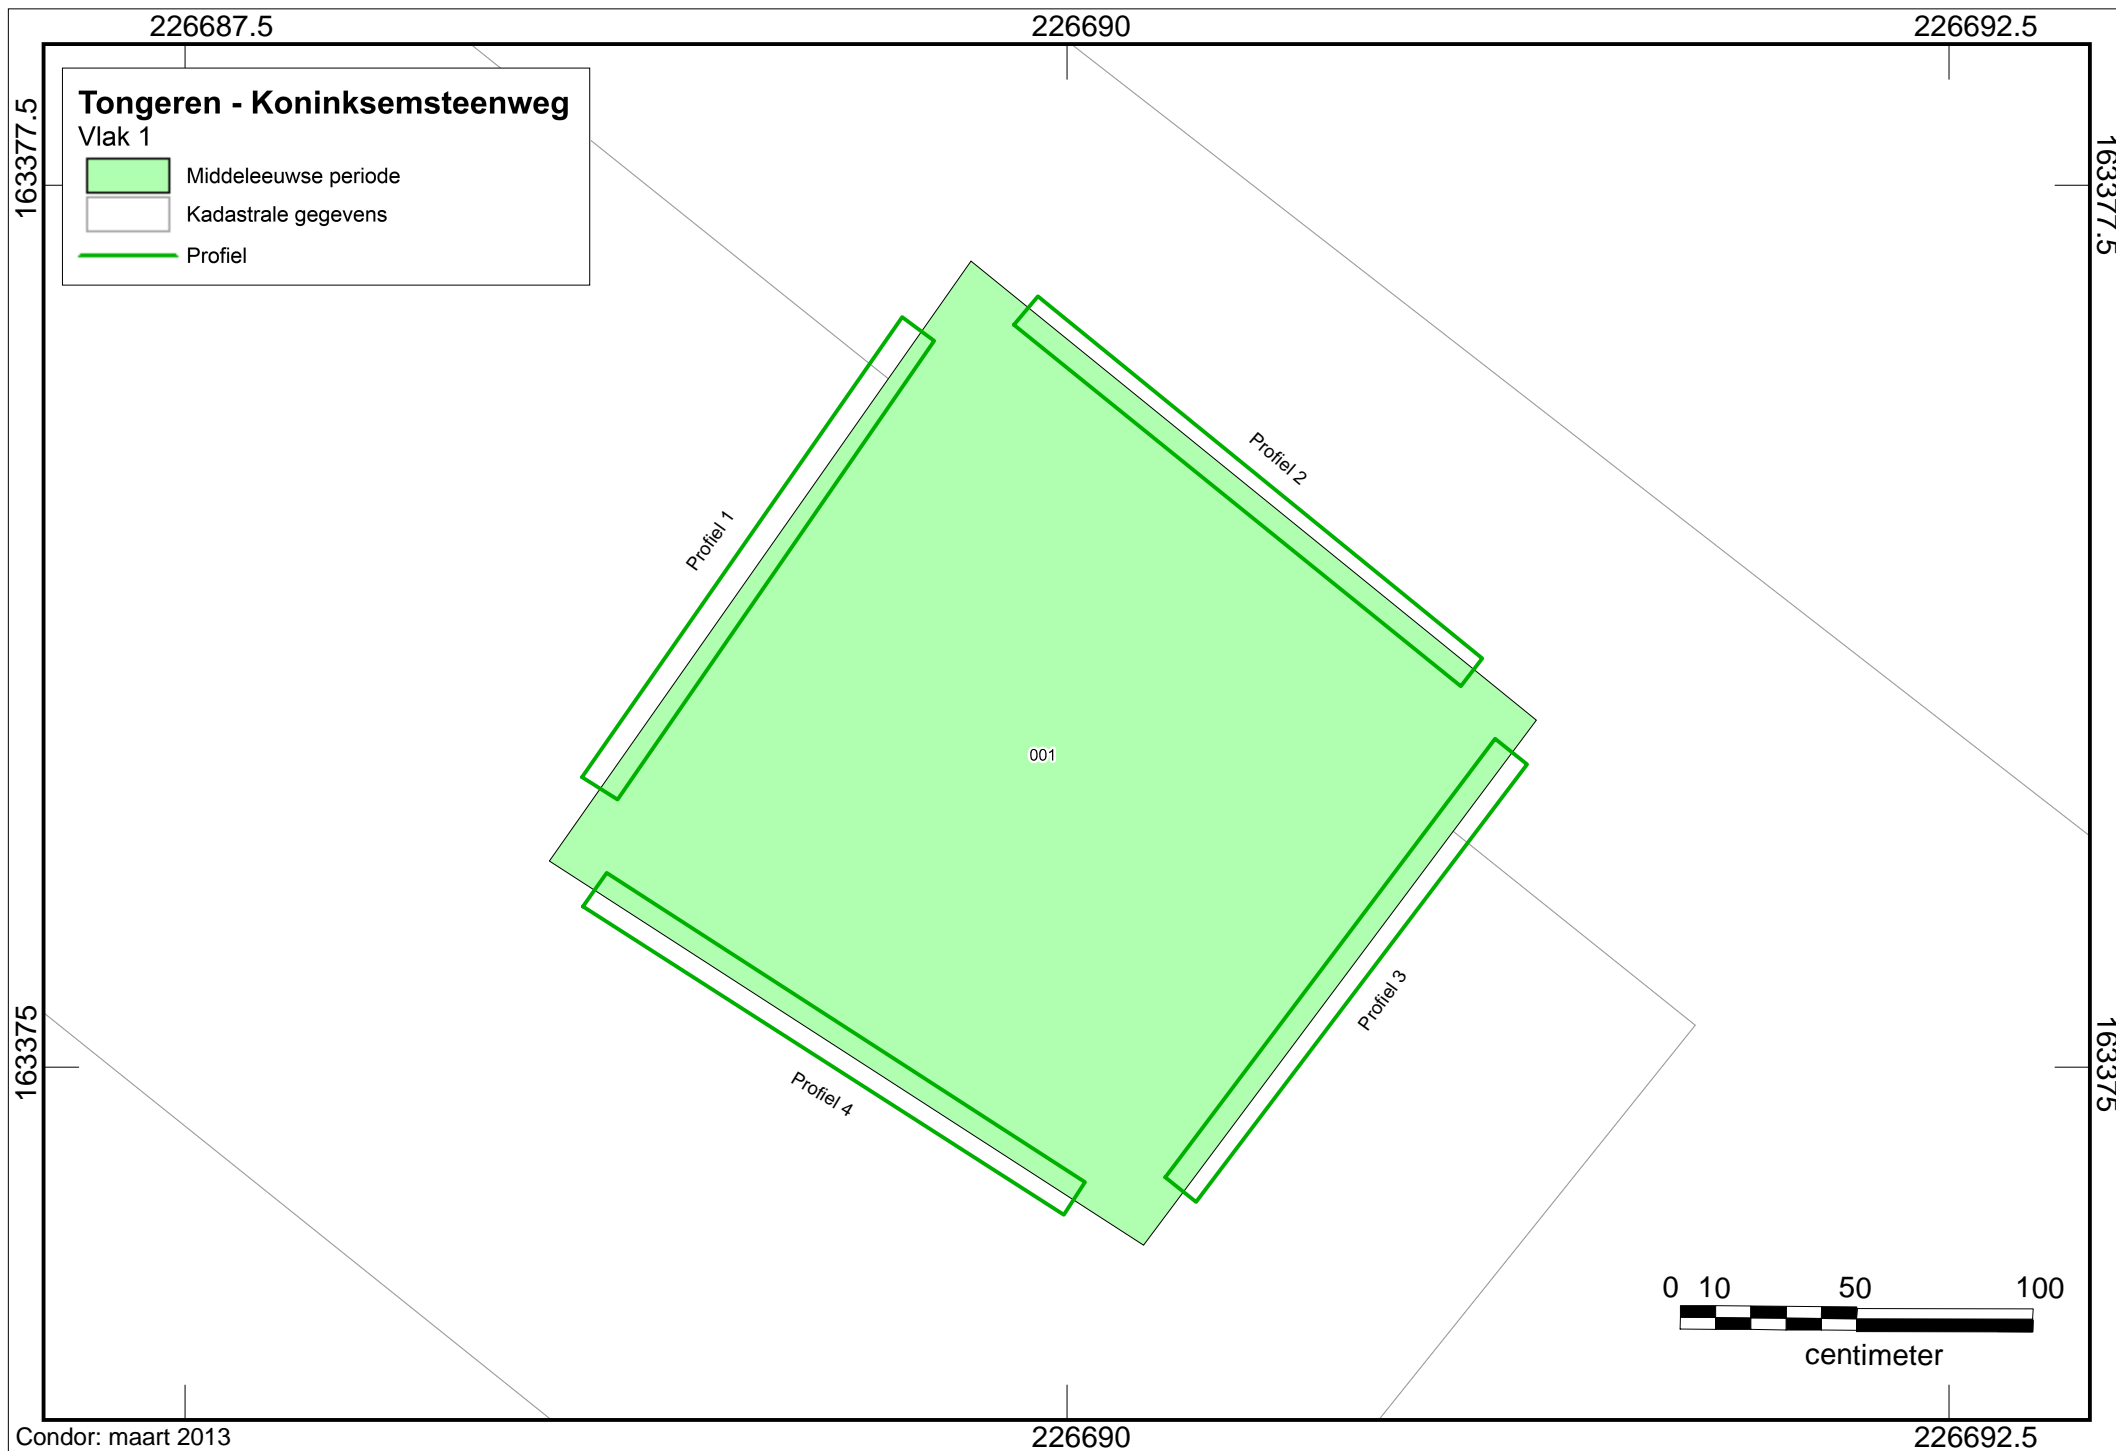 226687.5
226690
226692.5
163377.5
163377.5
Tongeren - Koninksemsteenweg
Vlak 1
Middeleeuwse periode
Kadastrale gegevens
Profiel
Profiel 2
Profiel 1
001
Profiel 3
163375
163375
Profiel 4
0 10 50 100
centimeter
Condor: maart 2013
226690
226692.5